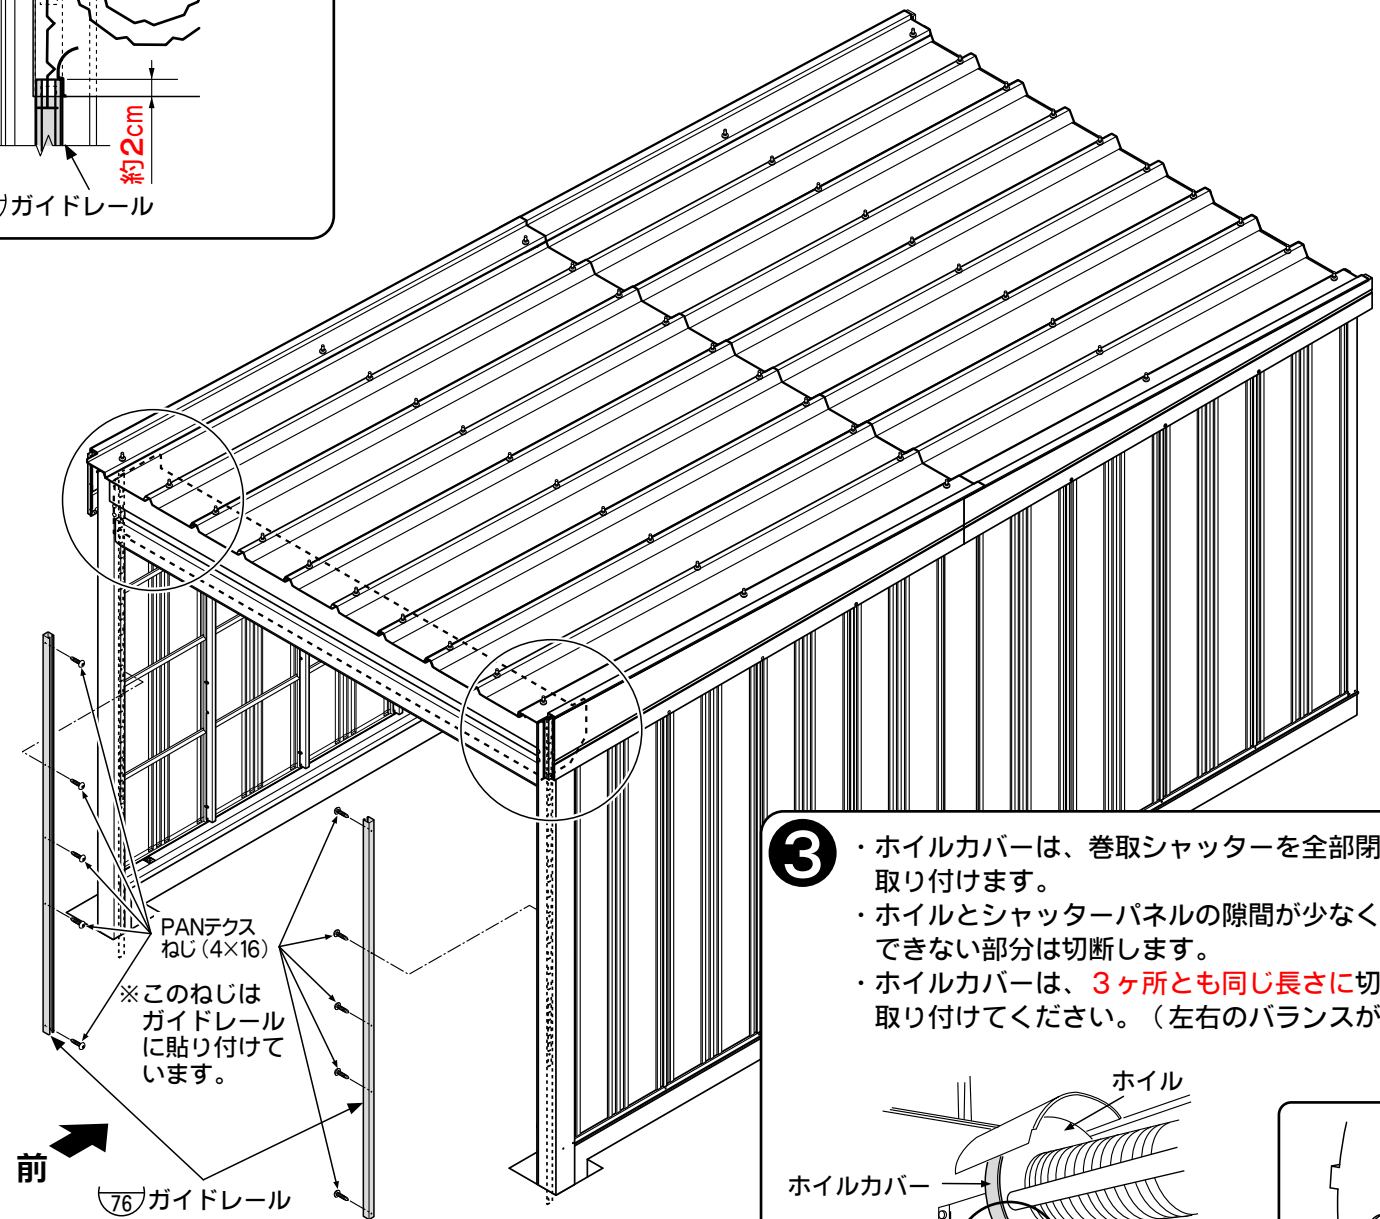 約2cm
ガイドレール
PANテクス
ねじ(4×16)
※このねじは
ガイドレール
に貼り付けて
います。
前
76 ガイドレール
3
・ホイルカバーは、巻取シャッターを全部閉
取り付けます。
・ホイルとシャッターパネルの隙間が少なく
できない部分は切断します。
・ホイルカバーは、3ヶ所とも同じ長さに切
取り付けてください。（左右のバランスが
ホイル
ホイルカバー